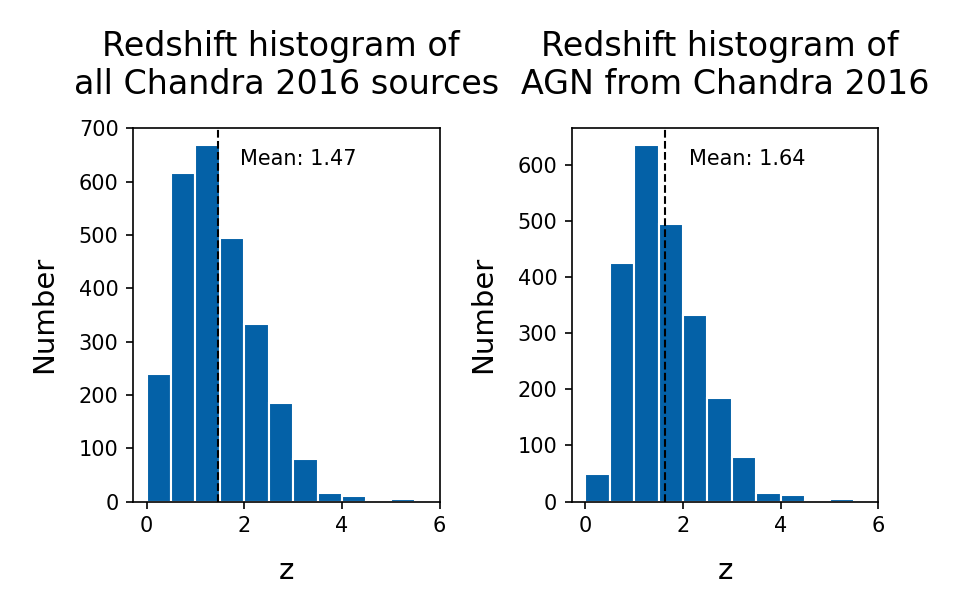 Redshift histogram of
all Chandra 2016 sources
700
600
500
400
300
200
100
0
Mean: 1.47
0 2 4 6
Number
z
Redshift histogram of
AGN from Chandra 2016
600
500
400
300
200
100
0
Mean: 1.64
0 2 4 6
Number
z